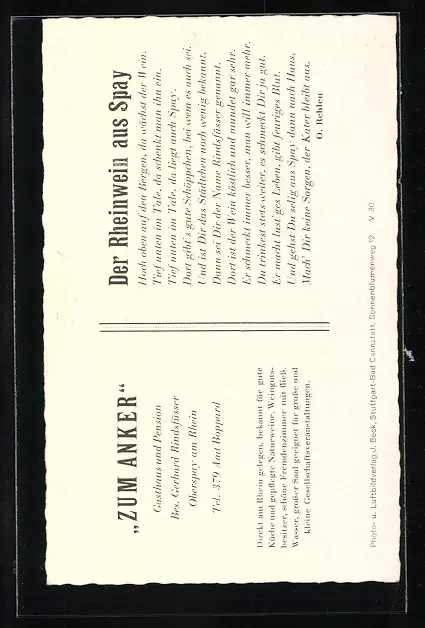 „ZUM ANKER“
Gasthaus und Pension
Bes. Gerhard Rindsfüsser
Oberspay am Rhein
Tel. 379 Amt Boppard
Direkt am Rhein gelegen, bekannt für gute
Küche und gepflegte Naturweine, Weinguts-
besitzer, schöne Fremdenzimmer mit fließ.
Wasser, großer Saal geeignet für große und
kleine Gesellschaftsveranstaltungen.
Der Rheinwein aus Spay
Hoch oben auf den Bergen, da wächst der Wein.
Tief unten im Tale, da schenkt man ihn ein.
Tief unten im Tale, da liegt auch Spay.
Dort gibt's gute Schöppchen, bei wem es auch sei.
Und ist Dir das Städtchen noch wenig bekannt,
Dann sei Dir der Name Rindsfüsser genannt.
Dort ist der Wein köstlich und mundet gar sehr.
Er schmeckt immer besser, man will immer mehr.
Du trinkest stets weiter, es schmeckt Dir ja gut.
Er macht lust'ges Leben, gibt feuriges Blut.
Und gehst Du selig aus Spay dann nach Haus,
Mach' Dir keine Sorgen, der Kater bleibt aus.
O. Rehlen
Photo- u. Luftbildverlag J. Beck, Stuttgart-Bad Cannstatt, Sonnenblumenweg 12 V 30